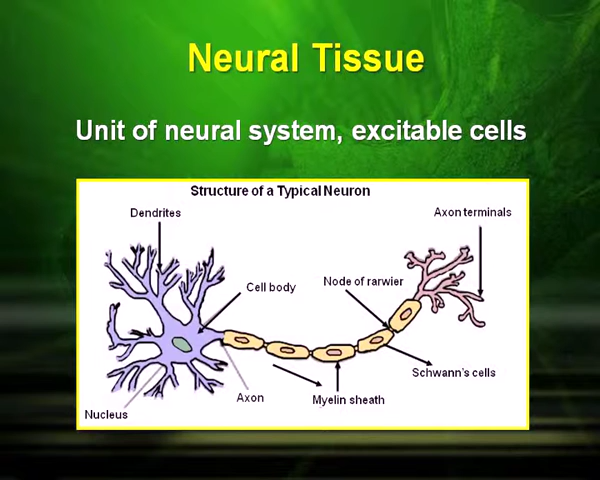 Neural Tissue
Unit of neural system, excitable cells
Structure of a Typical Neuron
Dendrites
Axon terminals
Cell body
Node of rarwier
Schwann's cells
Axon
Myelin sheath
Nucleus